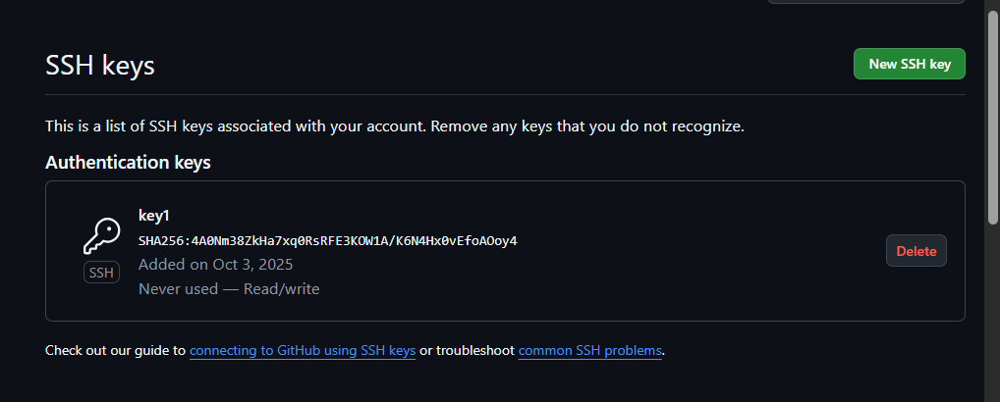 SSH keys
New SSH key
This is a list of SSH keys associated with your account. Remove any keys that you do not recognize.
Authentication keys
key1
SHA256:4A0Nm38ZkHa7xq0RsRFE3KOW1A/K6N4Hx0vEfoAOoy4
Added on Oct 3, 2025
Never used — Read/write
SSH
Delete
Check out our guide to connecting to GitHub using SSH keys or troubleshoot common SSH problems.